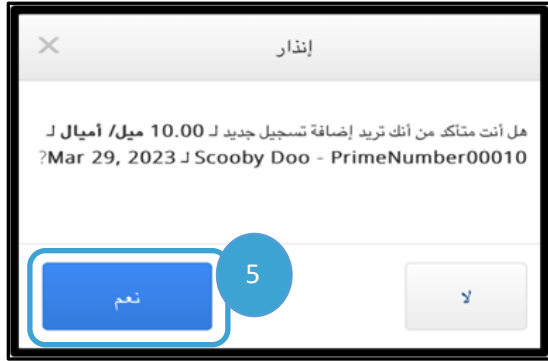 إنذار
هل أنت متأكد من أنك تريد إضافة تسجيل جديد لـ 10.00 ميل/ أميال لـ
Scooby Doo - PrimeNumber00010 لـ Mar 29, 2023?
نعم
5
لا